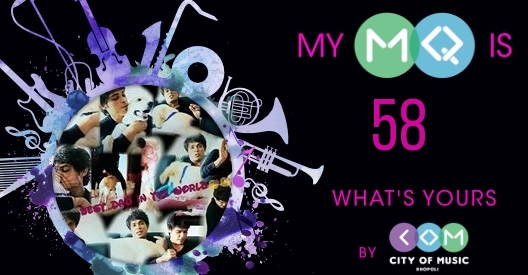 MY MQ IS
58
WHAT'S YOURS
BY COM
CITY OF MUSIC
KHOPOLI
BEST DAD IN THE WORLD